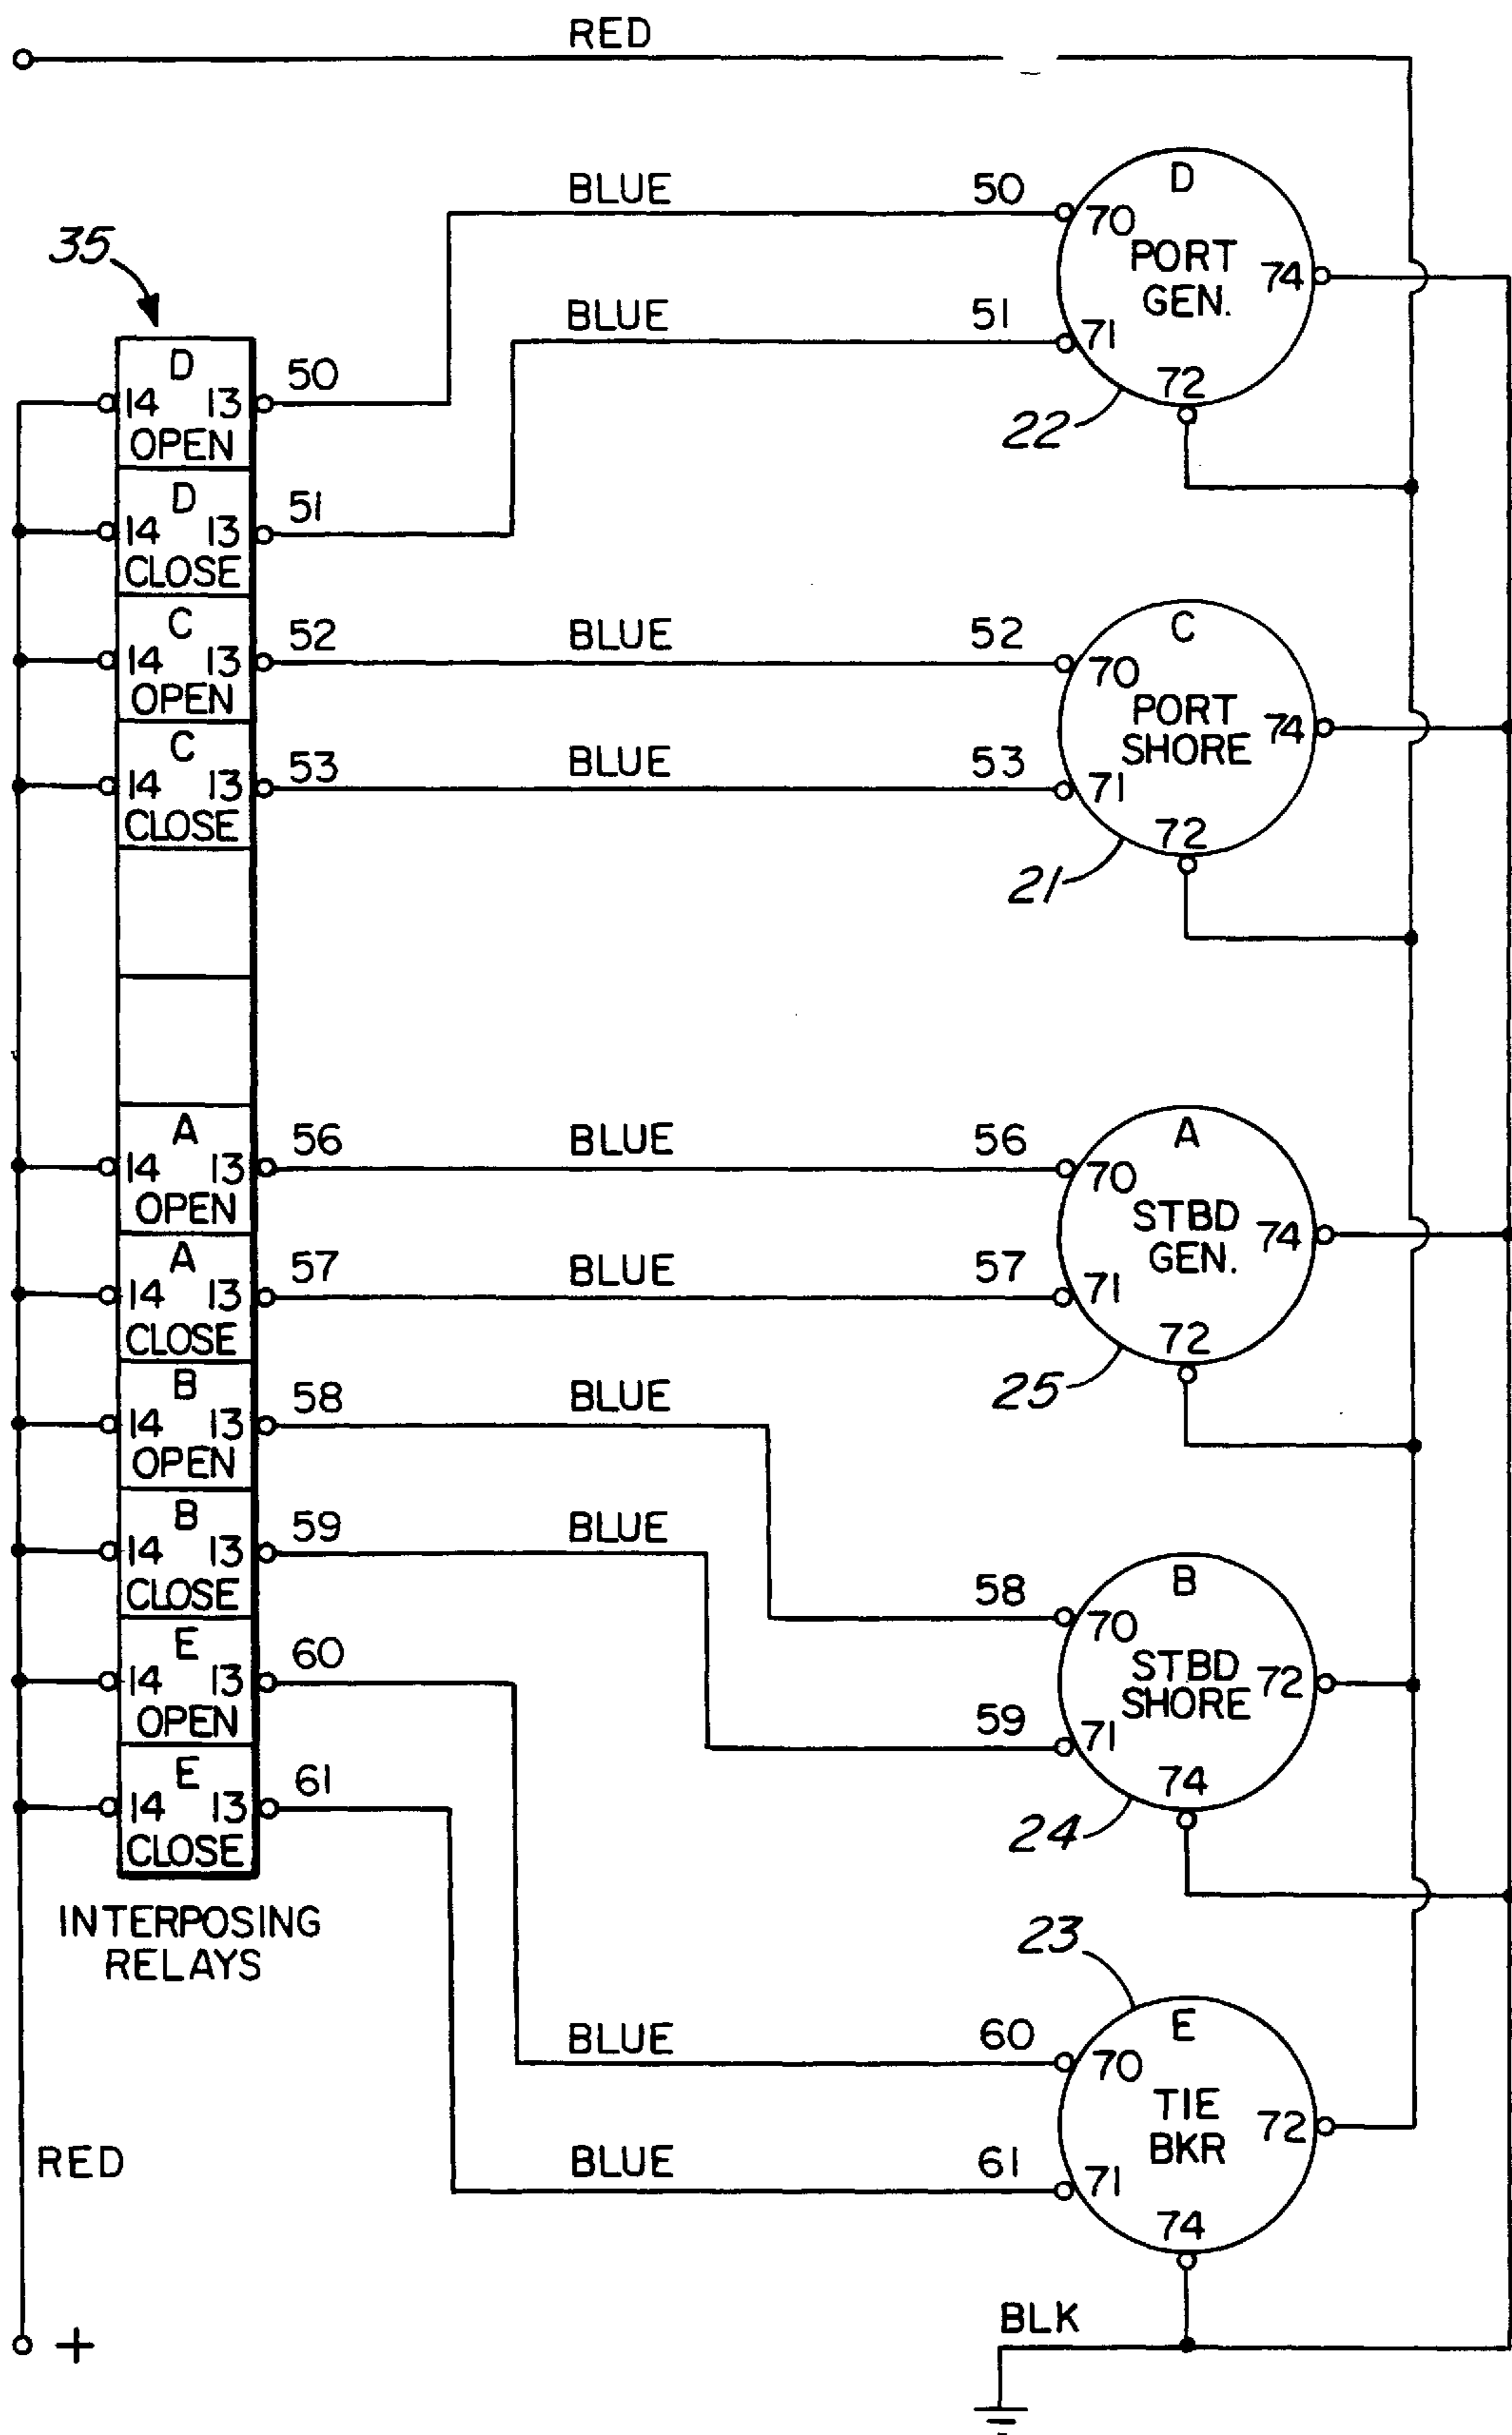 RED
BLUE
50
D
70
PORT
GEN.
74
BLUE
51
71
72
22
35
D
14 13
OPEN
50
D
14 13
CLOSE
51
C
14 13
OPEN
52
BLUE
52
C
70
PORT
SHORE
74
C
14 13
CLOSE
53
BLUE
53
71
72
21
A
14 13
OPEN
56
BLUE
56
A
70
STBD
GEN.
74
A
14 13
CLOSE
57
BLUE
57
71
72
25
B
14 13
OPEN
58
BLUE
B
14 13
CLOSE
59
BLUE
58
B
70
STBD
SHORE
72
59
71
74
24
E
14 13
OPEN
60
E
14 13
CLOSE
61
INTERPOSING
RELAYS
23
BLUE
60
E
70
TIE
BKR
72
RED
BLUE
61
71
74
BLK
+